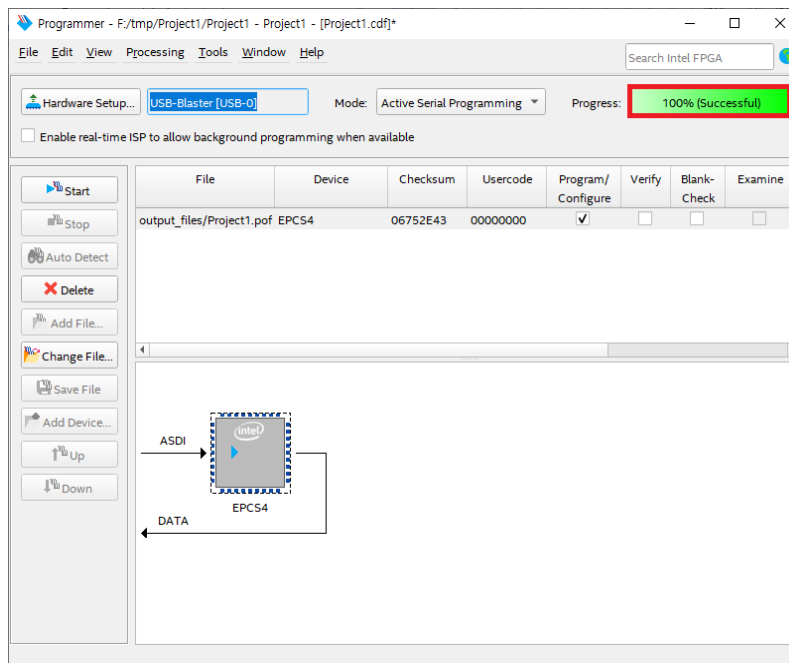 Programmer - F:/tmp/Project1/Project1 - Project1 - [Project1.cdf]*
File Edit View Processing Tools Window Help
Search Intel FPGA
Hardware Setup... USB-Blaster [USB-0] Mode: Active Serial Programming Progress: 100% (Successful)
Enable real-time ISP to allow background programming when available
File Device Checksum Usercode Program/ Verify Blank- Examine
Configure Check
output_files/Project1.pof EPCS4 06752E43 00000000
Start
Stop
Auto Detect
Delete
Add File...
Change File...
Save File
Add Device...
Up
Down
ASDI
intel
EPCS4
DATA